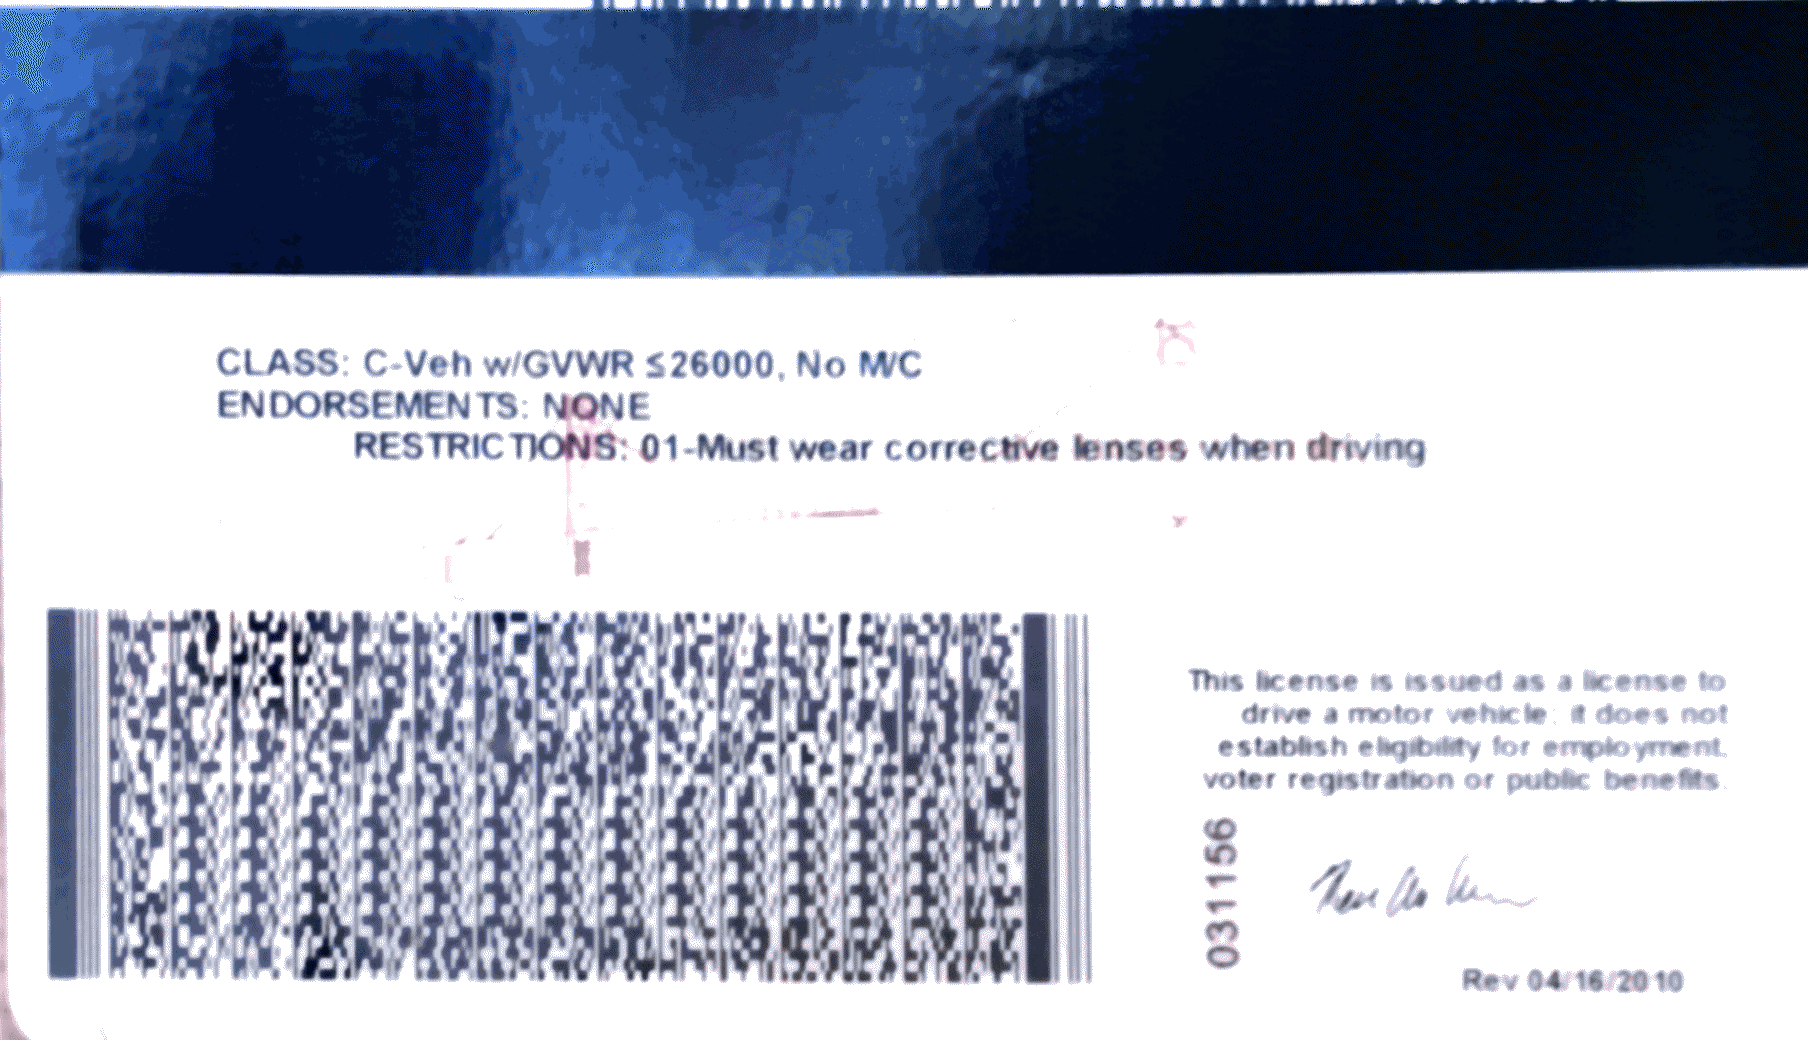 CLASS: C-Veh w/GVWR ≤26000, No M/C
ENDORSEMENTS: NONE
RESTRICTIONS: 01-Must wear corrective lenses when driving
This license is issued as a license to
drive a motor vehicle; it does not
establish eligibility for employment,
voter registration or public benefits.
0311156
Rev 04/16/2010